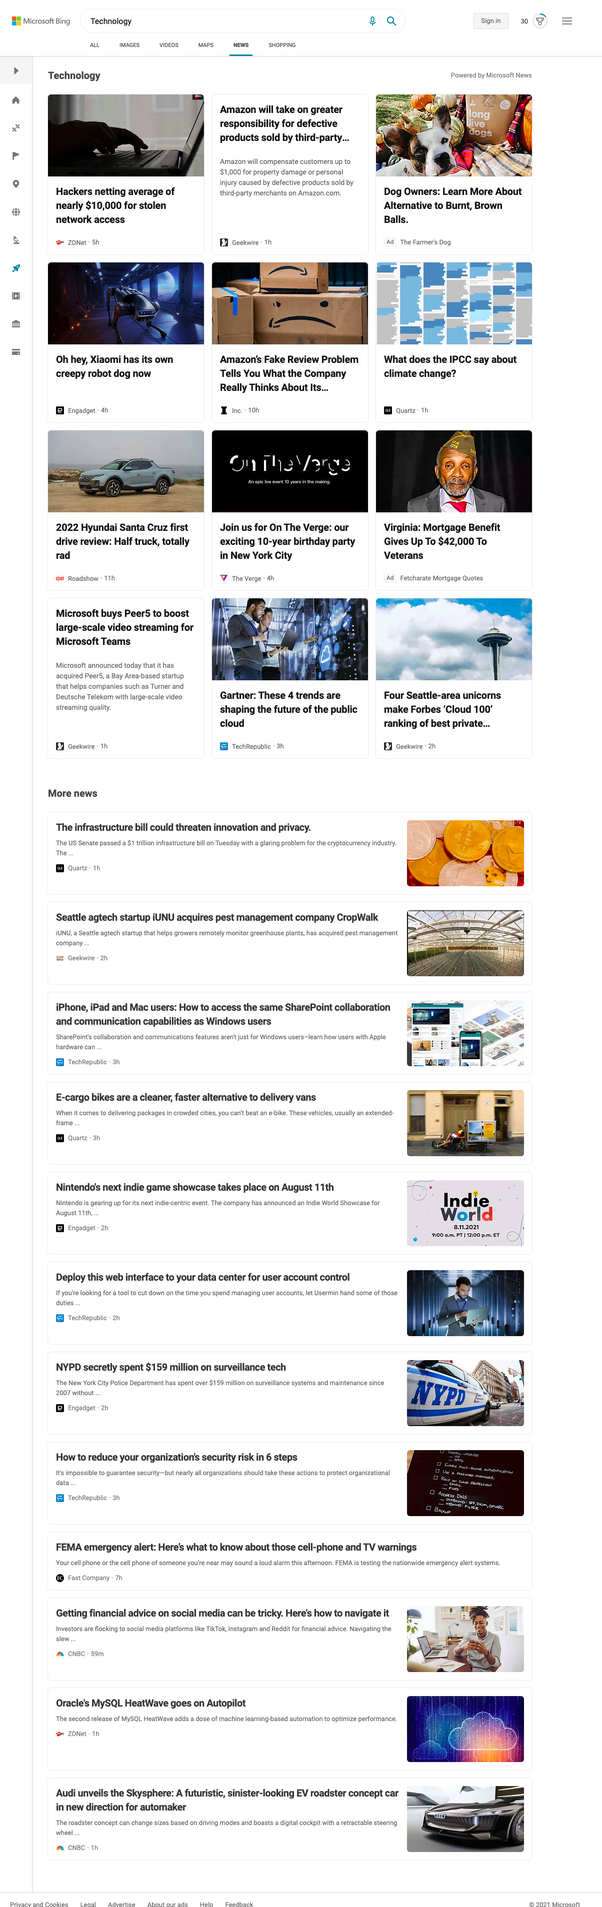 Microsoft Bing
Technology
Sign in
30
ALL
IMAGES
VIDEOS
MAPS
NEWS
SHOPPING
Technology
Powered by Microsoft News
Hackers netting average of
nearly $10,000 for stolen
network access
ZDNet · 5h
Amazon will take on greater
responsibility for defective
products sold by third-party...
Amazon will compensate customers up to
$1,000 for property damage or personal
injury caused by defective products sold by
third-party merchants on Amazon.com.
Geekwire · 1h
Dog Owners: Learn More About
Alternative to Burnt, Brown
Balls.
Ad The Farmer's Dog
Oh hey, Xiaomi has its own
creepy robot dog now
Engadget · 4h
Amazon's Fake Review Problem
Tells You What the Company
Really Thinks About Its...
Inc. · 10h
What does the IPCC say about
climate change?
Quartz · 1h
2022 Hyundai Santa Cruz first
drive review: Half truck, totally
rad
Roadshow · 11h
On The Verge
An epic live event 10 years in the making.
Join us for On The Verge: our
exciting 10-year birthday party
in New York City
The Verge · 4h
Virginia: Mortgage Benefit
Gives Up To $42,000 To
Veterans
Ad Fetcharate Mortgage Quotes
Microsoft buys Peer5 to boost
large-scale video streaming for
Microsoft Teams
Microsoft announced today that it has
acquired Peer5, a Bay Area-based startup
that helps companies such as Turner and
Deutsche Telekom with large-scale video
streaming quality.
Geekwire · 1h
Gartner: These 4 trends are
shaping the future of the public
cloud
TechRepublic · 3h
Four Seattle-area unicorns
make Forbes 'Cloud 100'
ranking of best private...
Geekwire · 2h
More news
The infrastructure bill could threaten innovation and privacy.
The US Senate passed a $1 trillion infrastructure bill on Tuesday with a glaring problem for the cryptocurrency industry.
The ...
Quartz · 1h
Seattle agtech startup iUNU acquires pest management company CropWalk
iUNU, a Seattle agtech startup that helps growers remotely monitor greenhouse plants, has acquired pest management
company ...
Geekwire · 2h
iPhone, iPad and Mac users: How to access the same SharePoint collaboration
and communication capabilities as Windows users
SharePoint's collaboration and communications features aren't just for Windows users—learn how users with Apple
hardware can ...
TechRepublic · 3h
E-cargo bikes are a cleaner, faster alternative to delivery vans
When it comes to delivering packages in crowded cities, you can't beat an e-bike. These vehicles, usually an extended-
frame ...
Quartz · 3h
Nintendo's next indie game showcase takes place on August 11th
Nintendo is gearing up for its next indie-centric event. The company has announced an Indie World Showcase for
August 11th, ...
Engadget · 2h
Indie
World
8.11.2021
9:00 a.m. PT | 12:00 p.m. ET
Deploy this web interface to your data center for user account control
If you're looking for a tool to cut down on the time you spend managing user accounts, let Usermin hand some of those
duties ...
TechRepublic · 2h
NYPD secretly spent $159 million on surveillance tech
The New York City Police Department has spent over $159 million on surveillance systems and maintenance since
2007 without ...
Engadget · 2h
NYPD
How to reduce your organization's security risk in 6 steps
It's impossible to guarantee security—but nearly all organizations should take these actions to protect organizational
data ...
TechRepublic · 3h
FEMA emergency alert: Here's what to know about those cell-phone and TV warnings
Your cell phone or the cell phone of someone you're near may sound a loud alarm this afternoon. FEMA is testing the nationwide emergency alert system.
Fast Company · 7h
Getting financial advice on social media can be tricky. Here's how to navigate it
Investors are flocking to social media platforms like TikTok, Instagram and Reddit for financial advice. Navigating the
slew ...
CNBC · 59m
Oracle's MySQL HeatWave goes on Autopilot
The second release of MySQL HeatWave adds a dose of machine learning-based automation to optimize performance.
ZDNet · 1h
Audi unveils the Skysphere: A futuristic, sinister-looking EV roadster concept car
in new direction for automaker
The roadster concept can change sizes based on driving modes and boasts a digital cockpit with a retractable steering
wheel ...
CNBC · 1h
Privacy and Cookies
Legal
Advertise
About our ads
Help
Feedback
© 2021 Microsoft